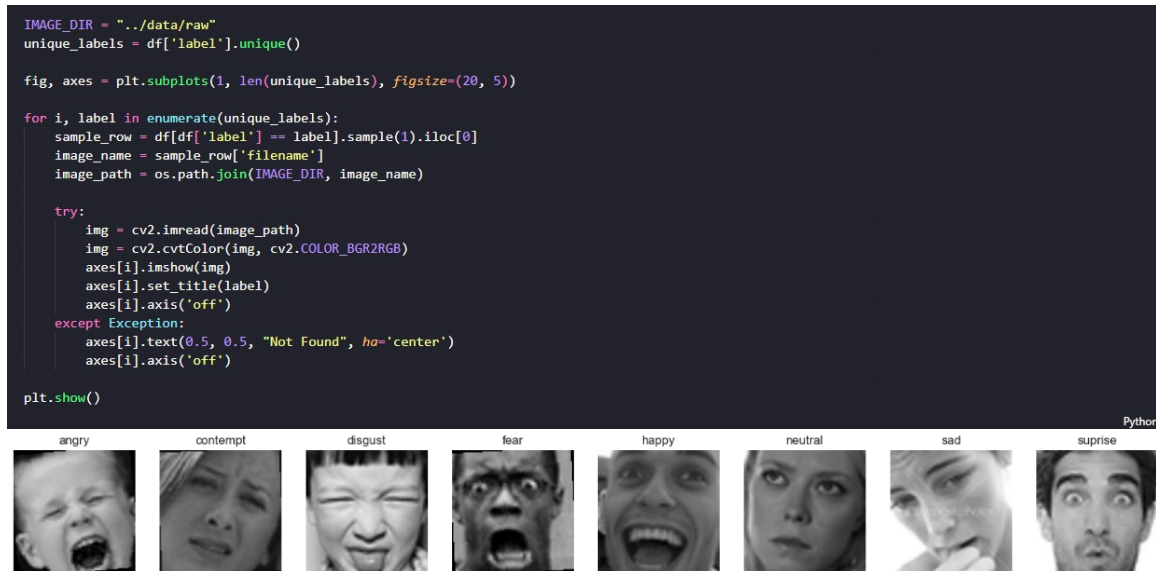 IMAGE_DIR = "../data/raw"
unique_labels = df['label'].unique()

fig, axes = plt.subplots(1, len(unique_labels), figsize=(20, 5))

for i, label in enumerate(unique_labels):
    sample_row = df[df['label'] == label].sample(1).iloc[0]
    image_name = sample_row['filename']
    image_path = os.path.join(IMAGE_DIR, image_name)

    try:
        img = cv2.imread(image_path)
        img = cv2.cvtColor(img, cv2.COLOR_BGR2RGB)
        axes[i].imshow(img)
        axes[i].set_title(label)
        axes[i].axis('off')
    except Exception:
        axes[i].text(0.5, 0.5, "Not Found", ha='center')
        axes[i].axis('off')

plt.show()
Python
angry contempt disgust fear happy neutral sad suprise